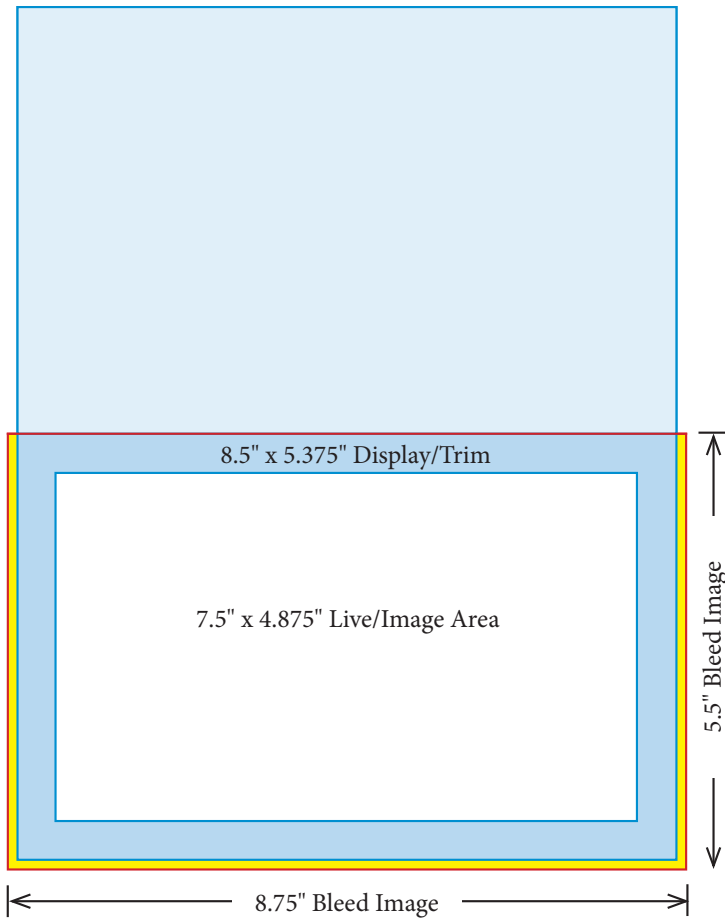 8.5" x 5.375" Display/Trim
7.5" x 4.875" Live/Image Area
5.5" Bleed Image
8.75" Bleed Image